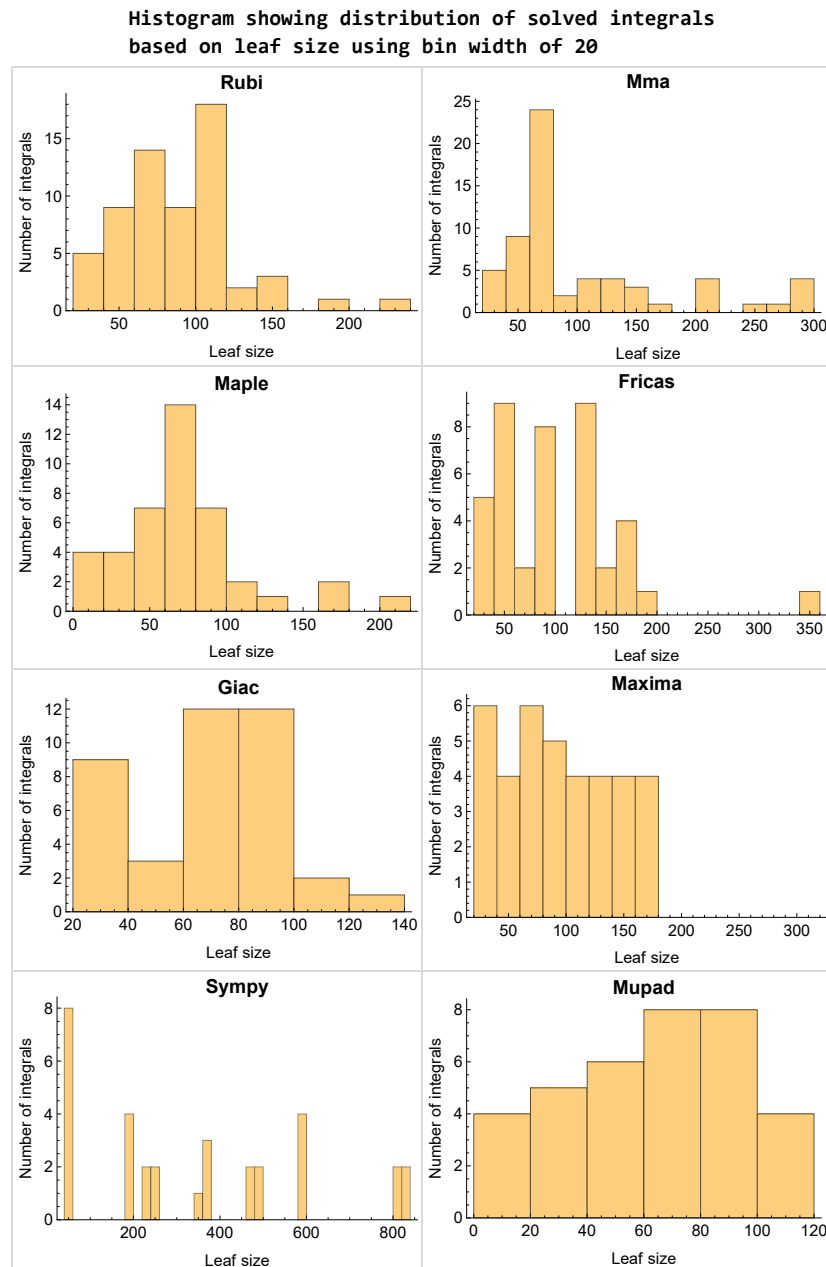 Histogram showing distribution of solved integrals
based on leaf size using bin width of 20
Rubi
Number of integrals
15
10
5
0
50 100 150 200
Leaf size
Mma
Number of integrals
25
20
15
10
5
0
50 100 150 200 250 300
Leaf size
Maple
Number of integrals
14
12
10
8
6
4
2
0
0 50 100 150 200
Leaf size
Fricas
Number of integrals
8
6
4
2
0
50 100 150 200 250 300 350
Leaf size
Giac
Number of integrals
12
10
8
6
4
2
0
20 40 60 80 100 120 140
Leaf size
Maxima
Number of integrals
6
5
4
3
2
1
0
50 100 150 200 250 300
Leaf size
Sympy
Number of integrals
8
6
4
2
0
200 400 600 800
Leaf size
Mupad
Number of integrals
8
6
4
2
0
0 20 40 60 80 100 120
Leaf size